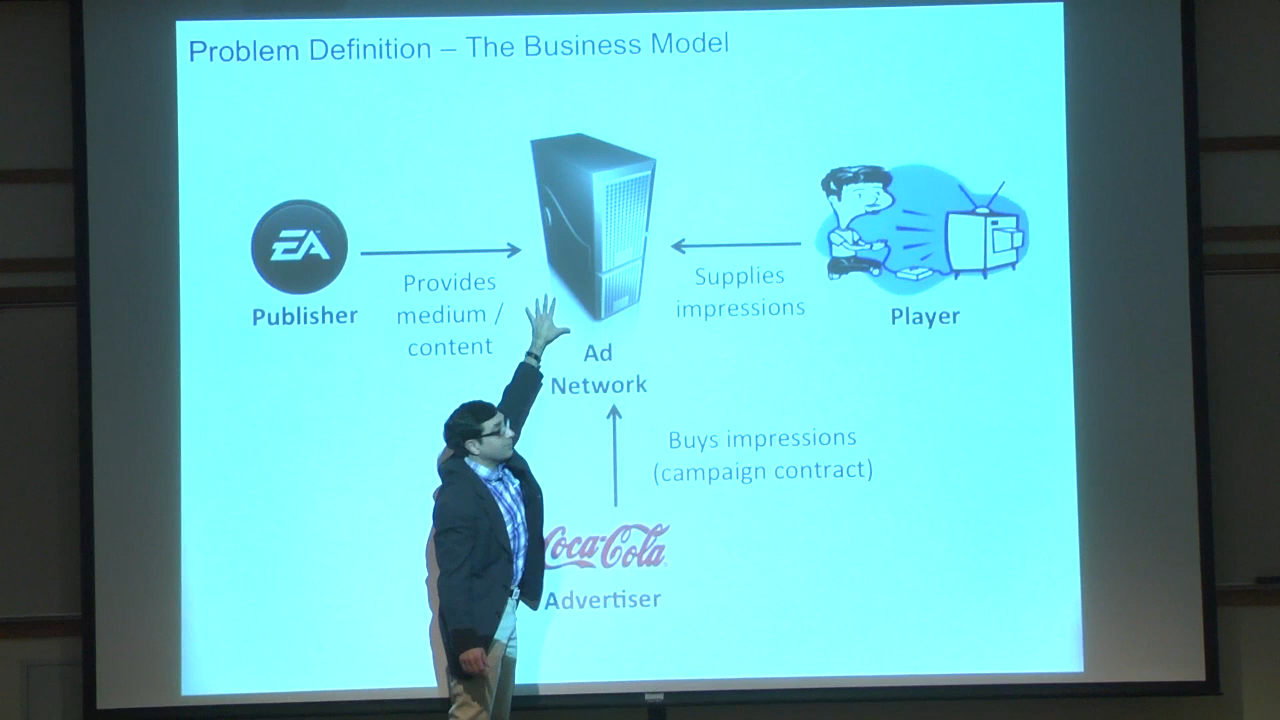 Problem Definition – The Business Model
EA
Publisher
Provides
medium /
content
Ad
Network
Supplies
impressions
Player
Buys impressions
(campaign contract)
Coca-Cola
Advertiser